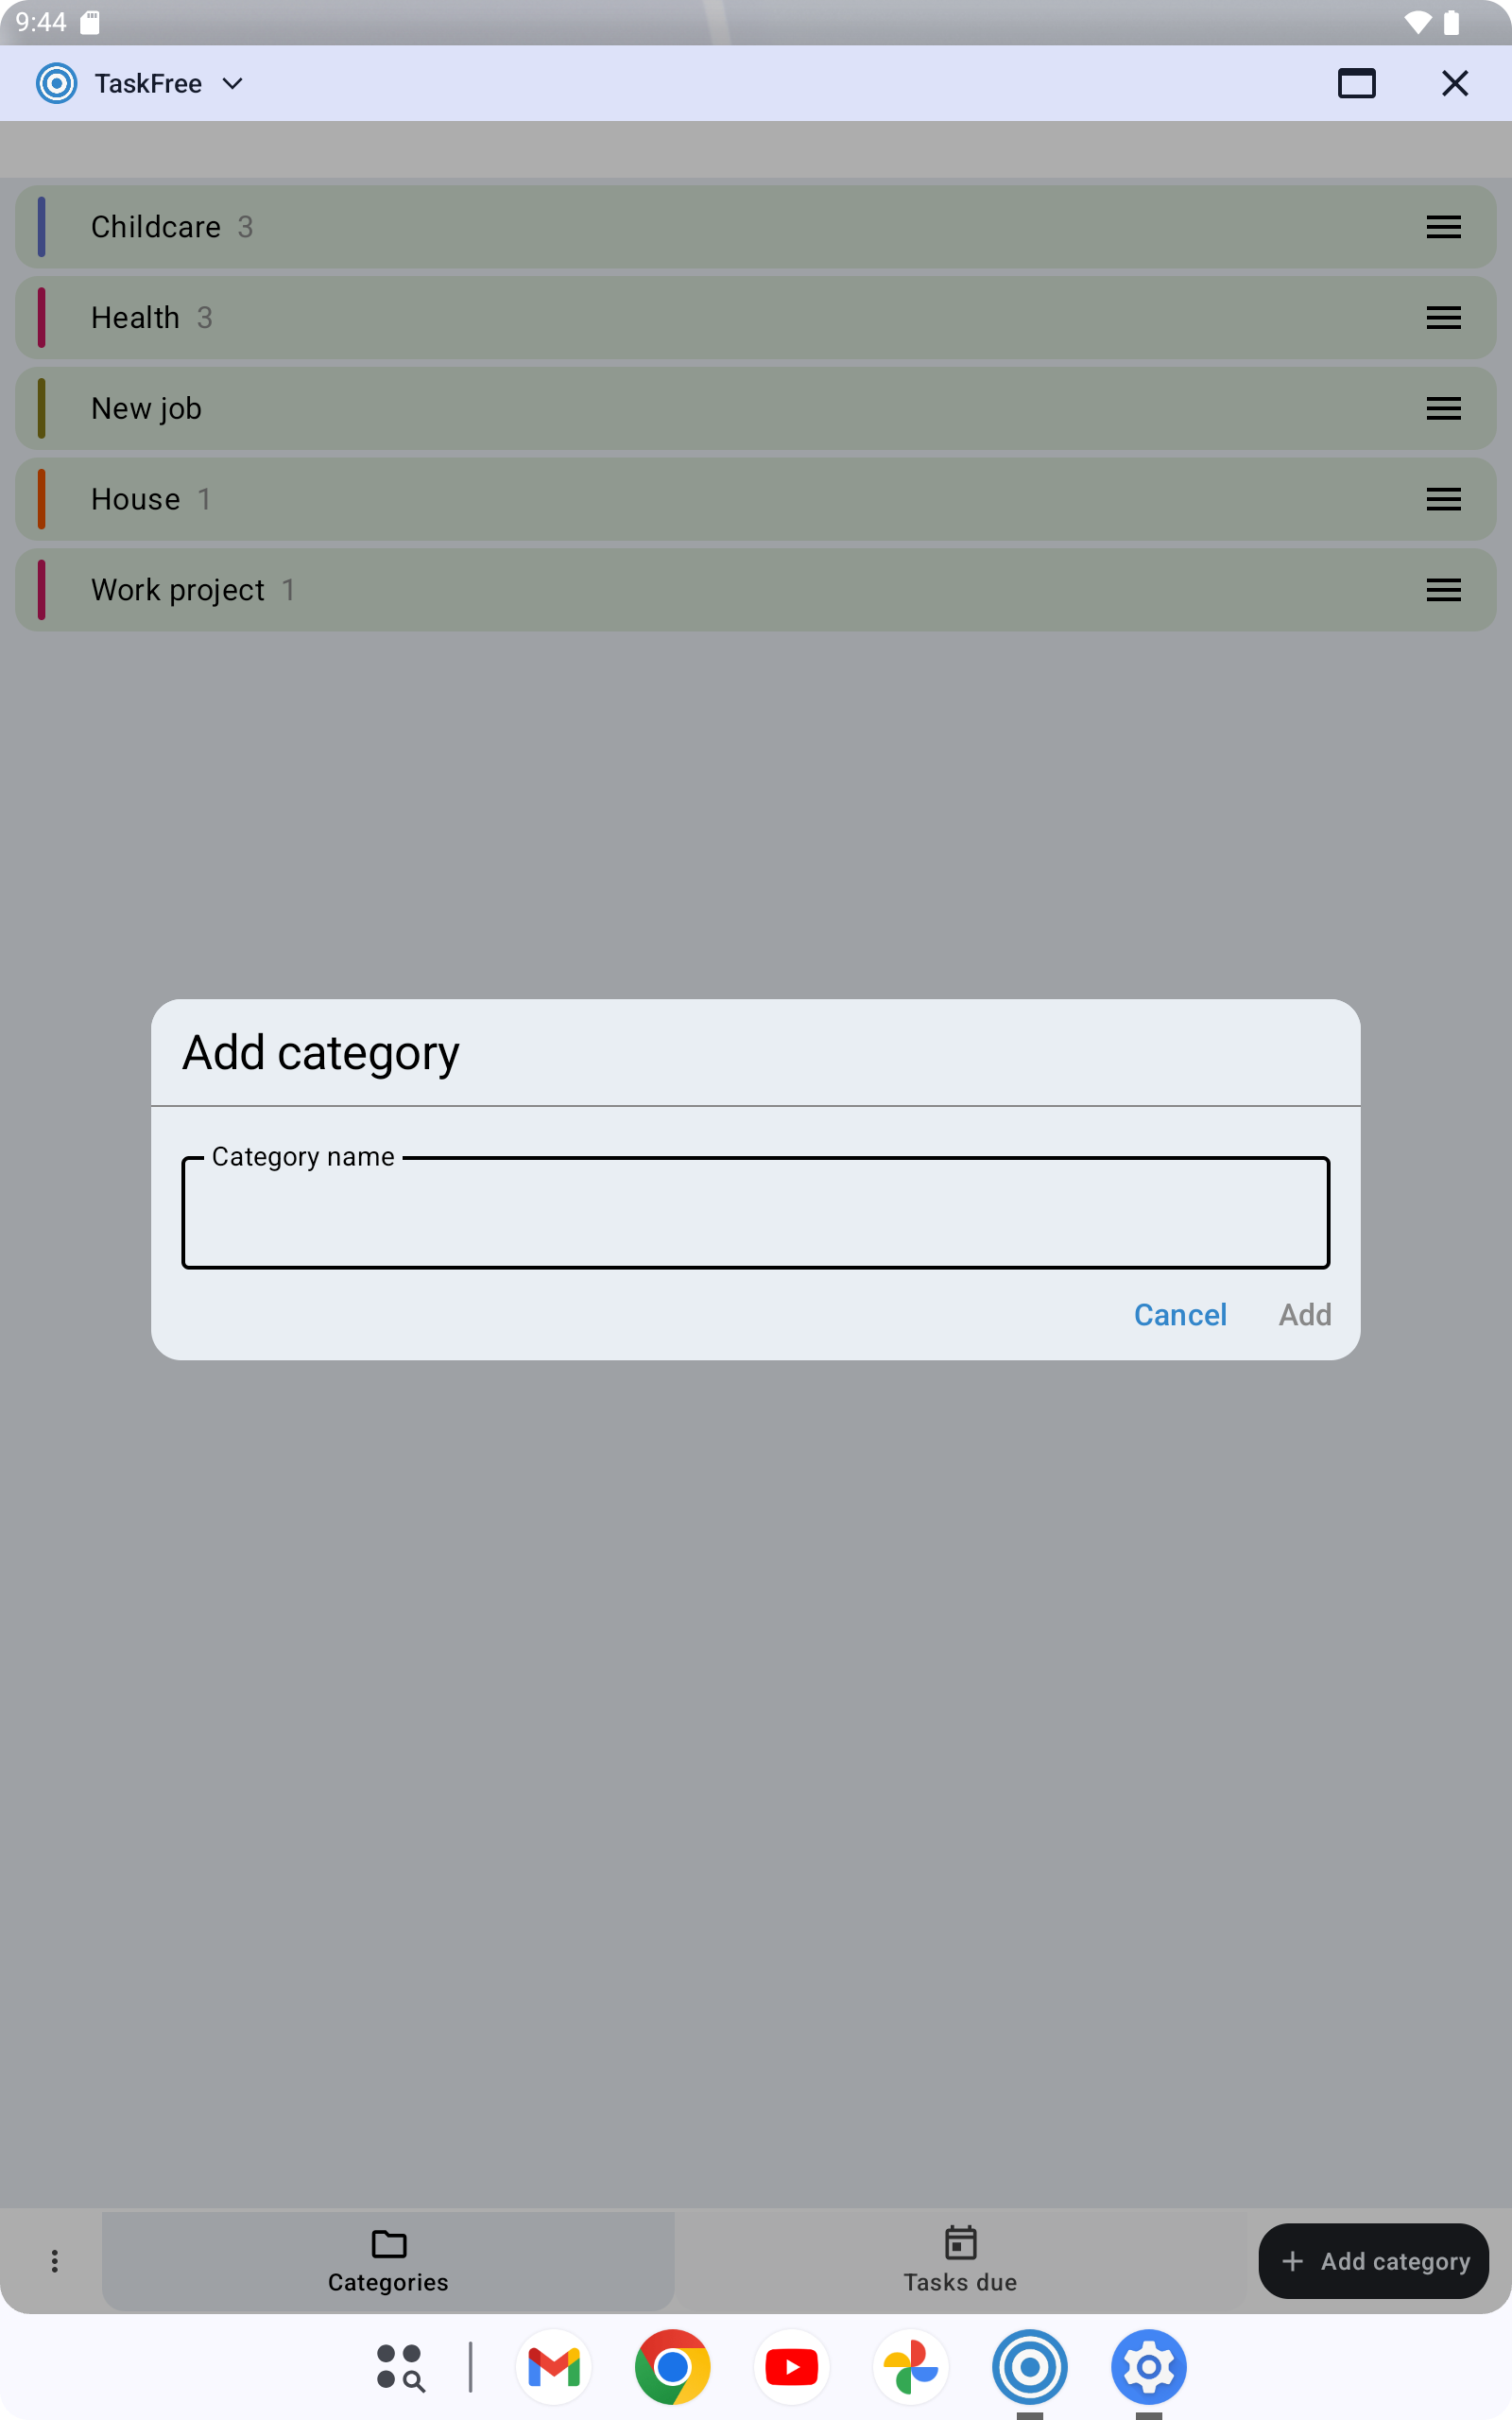 9:44
TaskFree
Childcare 3
Health 3
New job
House 1
Work project 1
Add category
Category name
Cancel Add
Categories
Tasks due
Add category